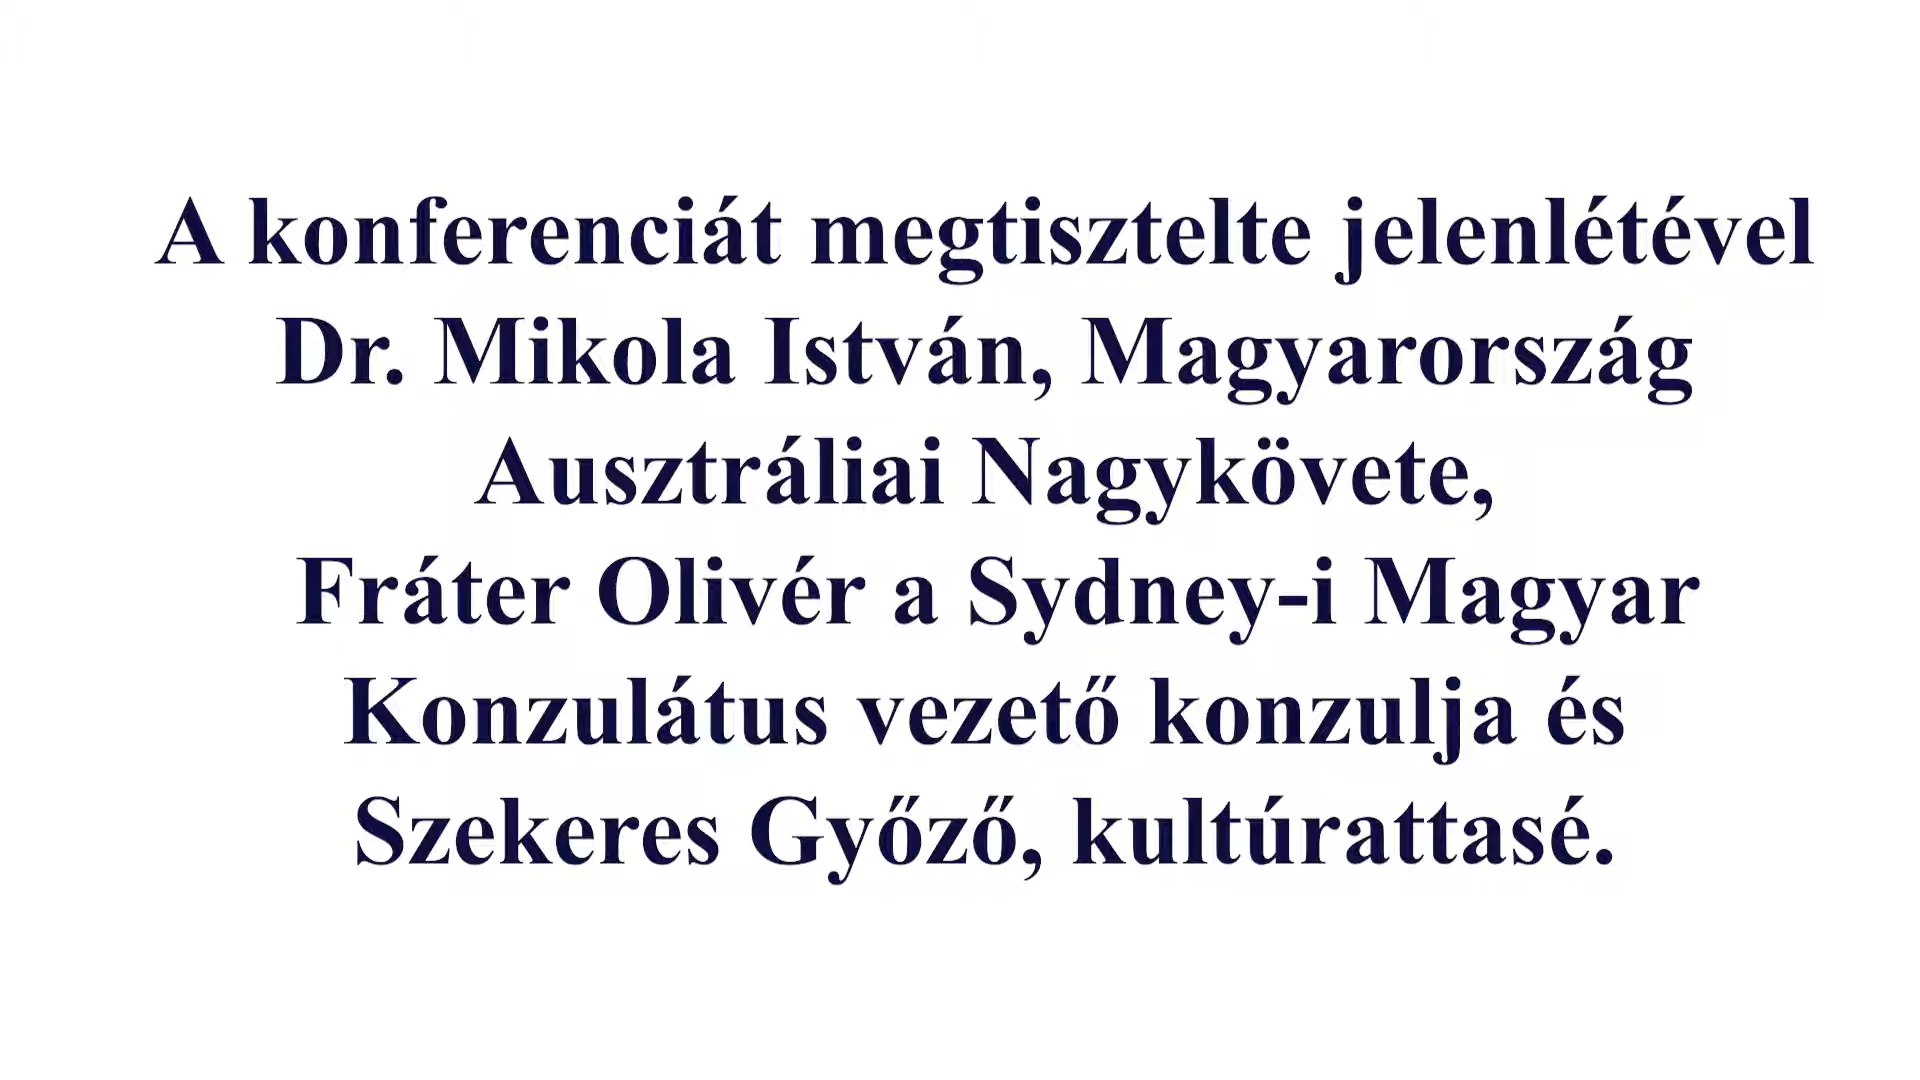 A konferenciát megtisztelte jelenlétével
Dr. Mikola István, Magyarország
Ausztráliai Nagykövete,
Fráter Olivér a Sydney-i Magyar
Konzulátus vezető konzulja és
Szekeres Győző, kultúrattasé.